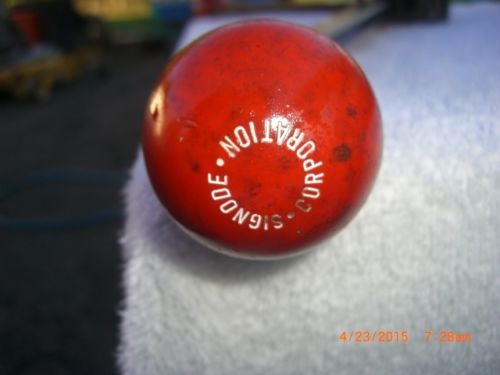 SIGNODE • CORPORATION •
4/23/2015 7:28am